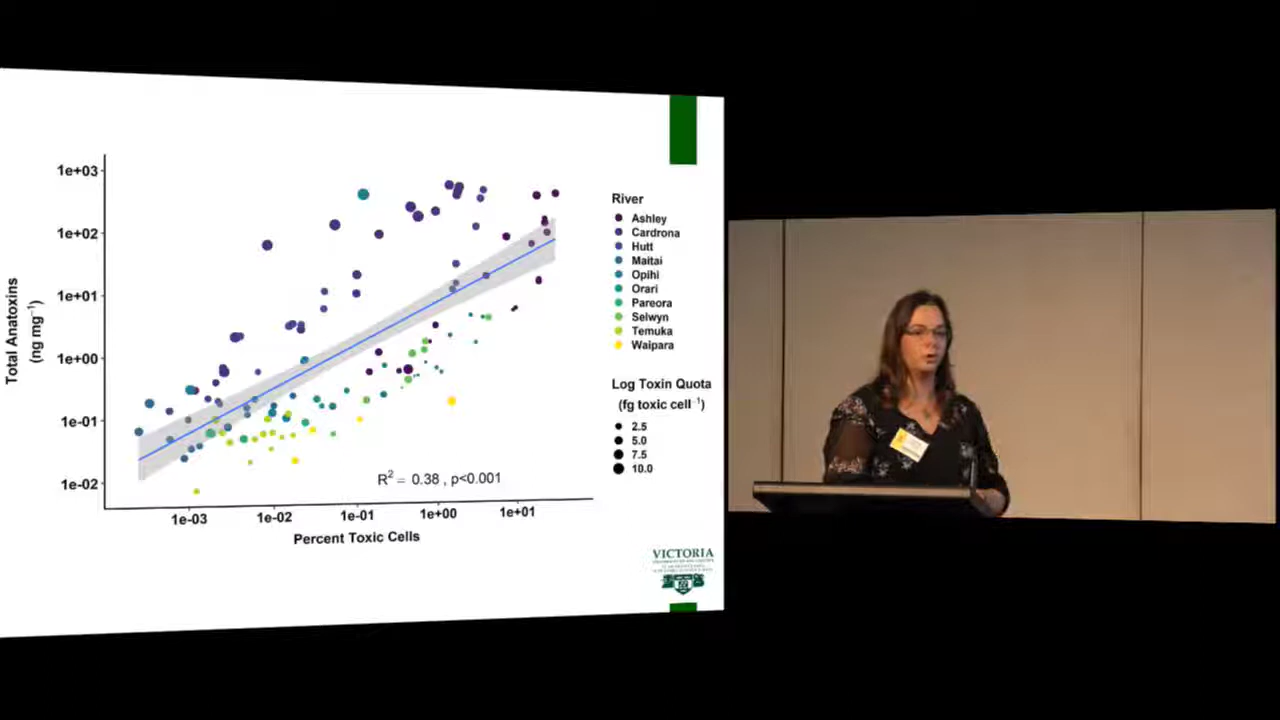 1e+03
1e+02
1e+01
1e+00
1e-01
1e-02
Total Anatoxins
(ng mg⁻¹)
1e-03
1e-02
1e-01
1e+00
1e+01
Percent Toxic Cells
R² = 0.38 , p<0.001
River
Ashley
Cardrona
Hutt
Maitai
Opihi
Orari
Pareora
Selwyn
Temuka
Waipara
Log Toxin Quota
(fg toxic cell⁻¹)
2.5
5.0
7.5
10.0
VICTORIA